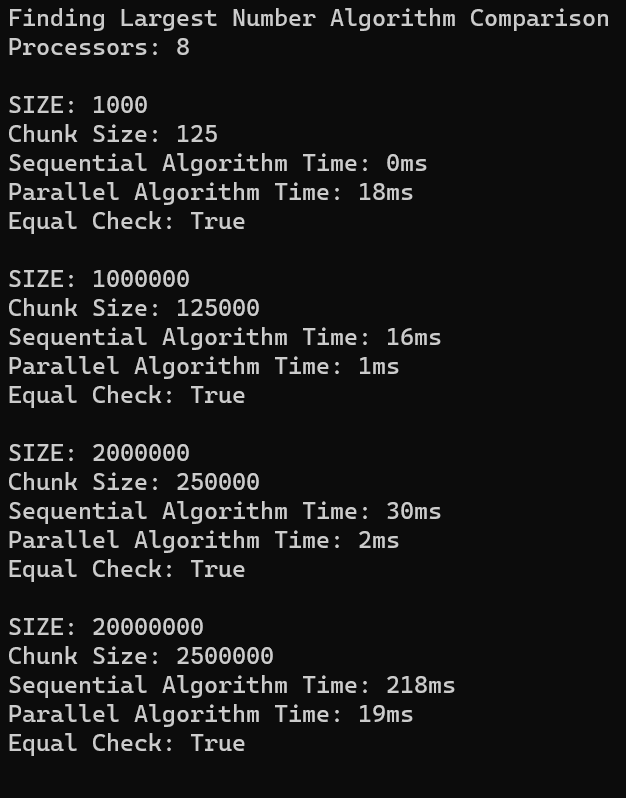 Finding Largest Number Algorithm Comparison
Processors: 8
SIZE: 1000
Chunk Size: 125
Sequential Algorithm Time: 0ms
Parallel Algorithm Time: 18ms
Equal Check: True
SIZE: 1000000
Chunk Size: 125000
Sequential Algorithm Time: 16ms
Parallel Algorithm Time: 1ms
Equal Check: True
SIZE: 2000000
Chunk Size: 250000
Sequential Algorithm Time: 30ms
Parallel Algorithm Time: 2ms
Equal Check: True
SIZE: 20000000
Chunk Size: 2500000
Sequential Algorithm Time: 218ms
Parallel Algorithm Time: 19ms
Equal Check: True